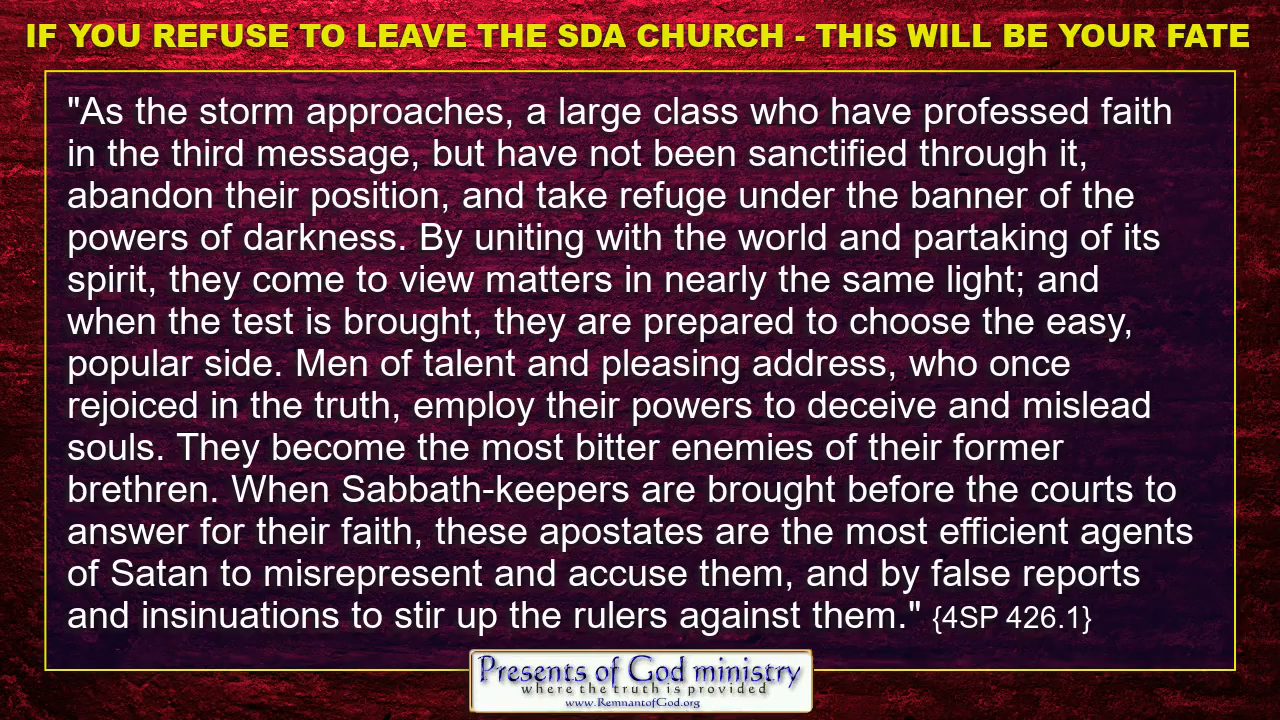 IF YOU REFUSE TO LEAVE THE SDA CHURCH - THIS WILL BE YOUR FATE
"As the storm approaches, a large class who have professed faith
in the third message, but have not been sanctified through it,
abandon their position, and take refuge under the banner of the
powers of darkness. By uniting with the world and partaking of its
spirit, they come to view matters in nearly the same light; and
when the test is brought, they are prepared to choose the easy,
popular side. Men of talent and pleasing address, who once
rejoiced in the truth, employ their powers to deceive and mislead
souls. They become the most bitter enemies of their former
brethren. When Sabbath-keepers are brought before the courts to
answer for their faith, these apostates are the most efficient agents
of Satan to misrepresent and accuse them, and by false reports
and insinuations to stir up the rulers against them." {4SP 426.1}
Presents of God ministry
where the truth is provided
www.RemnantofGod.org